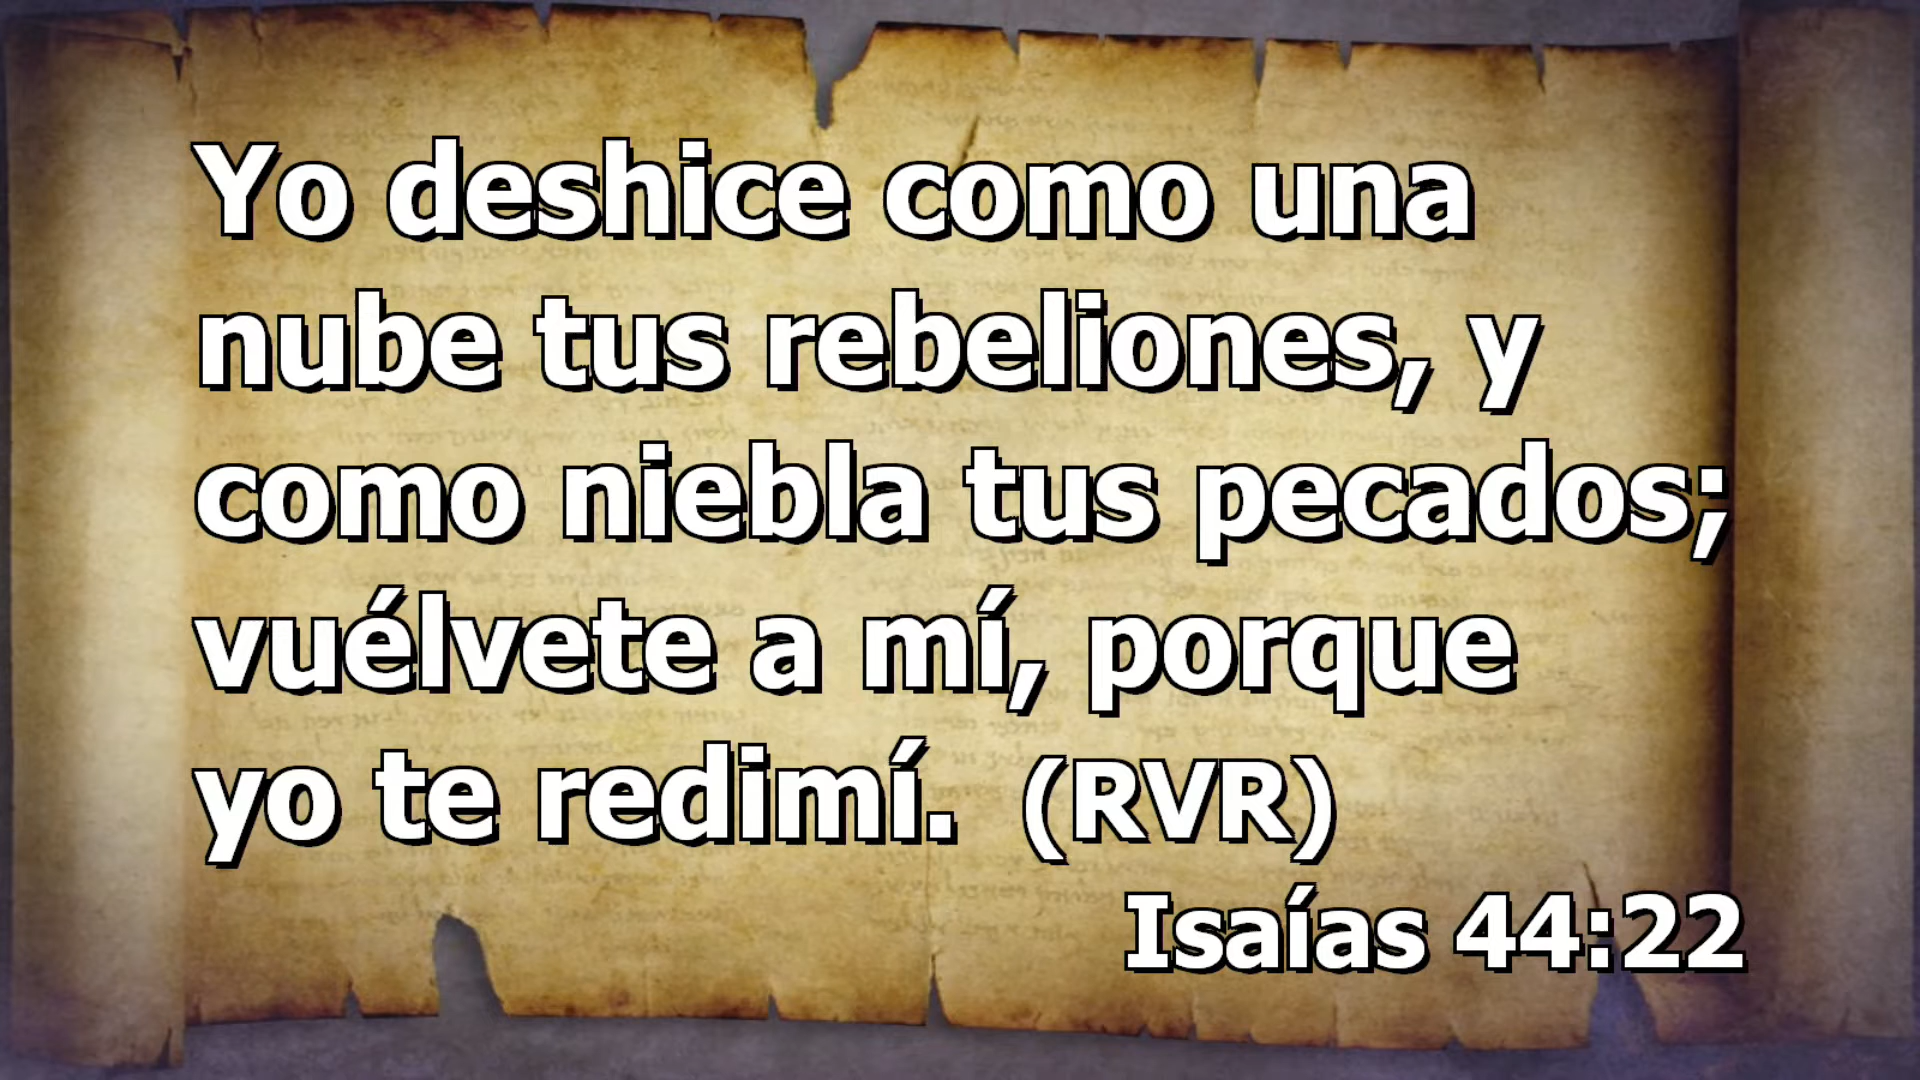 Yo deshice como una
nube tus rebeliones, y
como niebla tus pecados;
vuélvete a mí, porque
yo te redimí.  (RVR)
Isaías 44:22